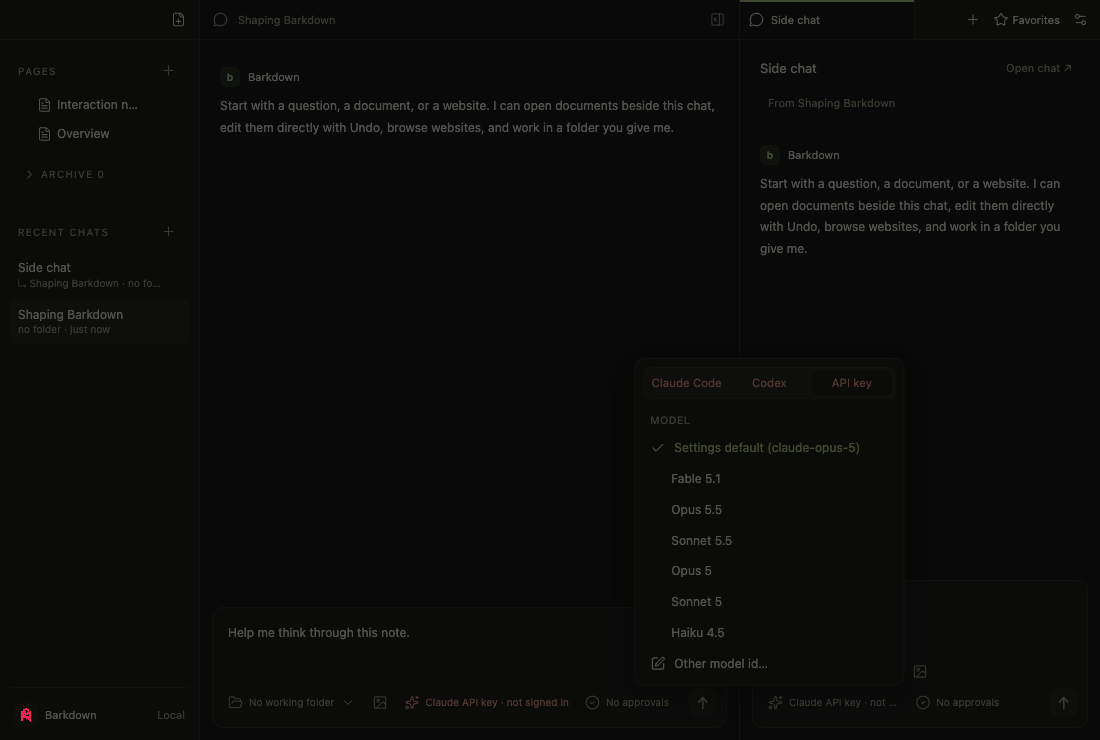 Shaping Barkdown
Side chat
Favorites
PAGES
Interaction n...
Overview
ARCHIVE 0
RECENT CHATS
Side chat
Shaping Barkdown · no fo...
Shaping Barkdown
no folder · just now
Barkdown
Local
b Barkdown
Start with a question, a document, or a website. I can open documents beside this chat,
edit them directly with Undo, browse websites, and work in a folder you give me.
Help me think through this note.
No working folder
Claude API key · not signed in
No approvals
Side chat
Open chat ↗
From Shaping Barkdown
b Barkdown
Start with a question, a document, or a website. I can
open documents beside this chat, edit them directly
with Undo, browse websites, and work in a folder you
give me.
Claude Code
Codex
API key
MODEL
Settings default (claude-opus-5)
Fable 5.1
Opus 5.5
Sonnet 5.5
Opus 5
Sonnet 5
Haiku 4.5
Other model id...
Claude API key · not ...
No approvals